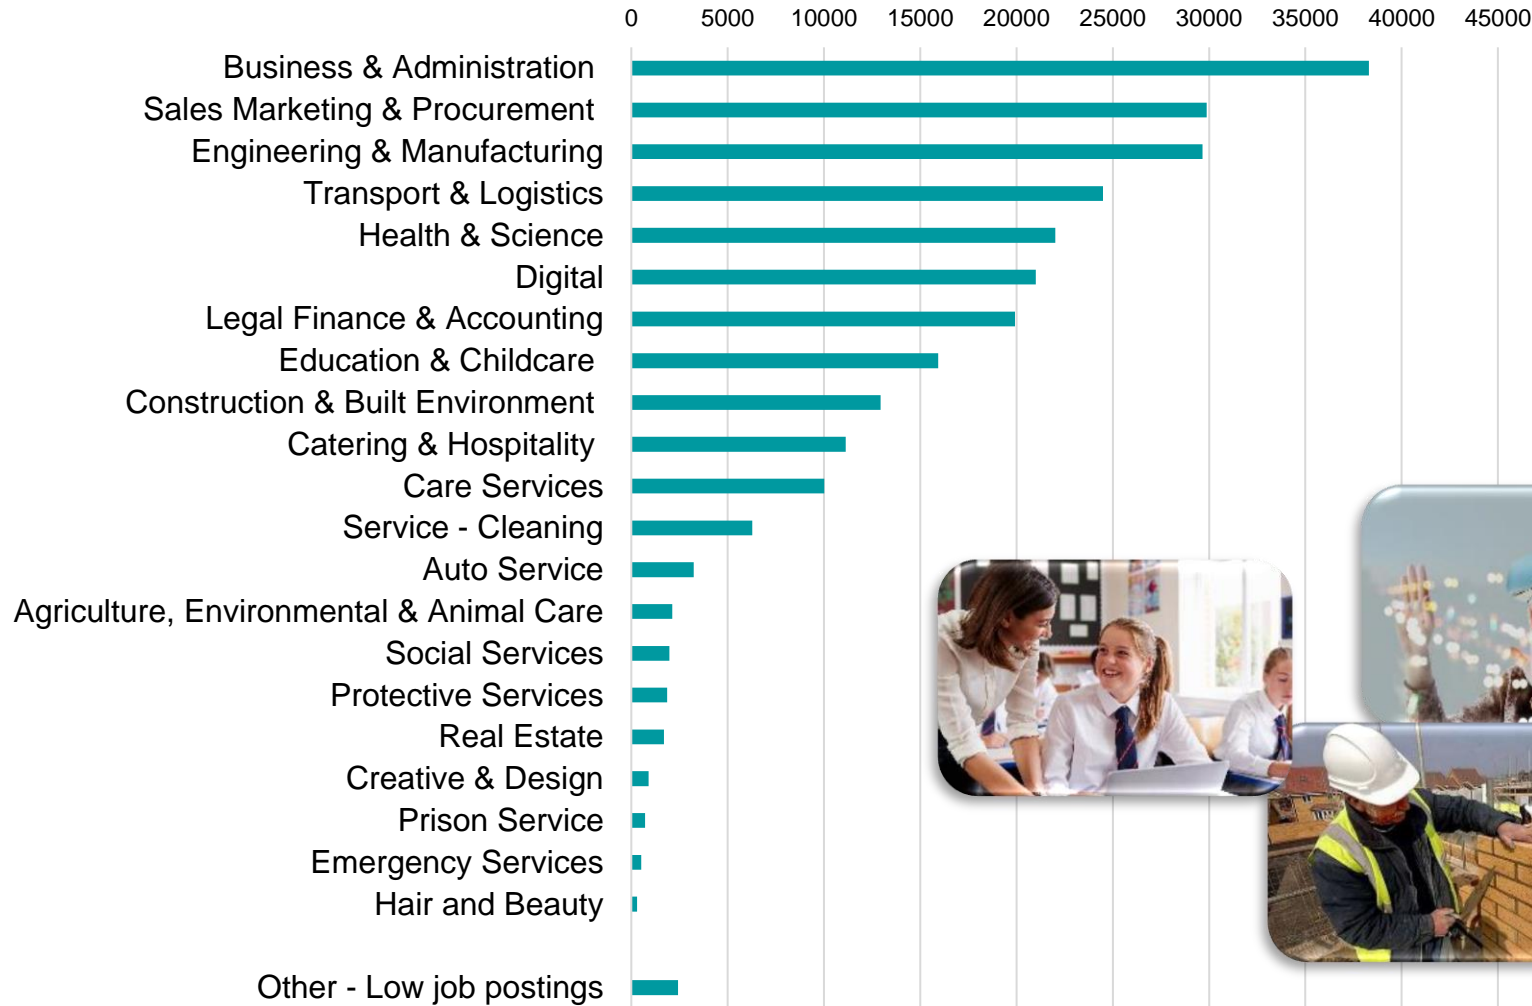 0 5000 10000 15000 20000 25000 30000 35000 40000 45000
Business & Administration
Sales Marketing & Procurement
Engineering & Manufacturing
Transport & Logistics
Health & Science
Digital
Legal Finance & Accounting
Education & Childcare
Construction & Built Environment
Catering & Hospitality
Care Services
Service - Cleaning
Auto Service
Agriculture, Environmental & Animal Care
Social Services
Protective Services
Real Estate
Creative & Design
Prison Service
Emergency Services
Hair and Beauty
Other - Low job postings